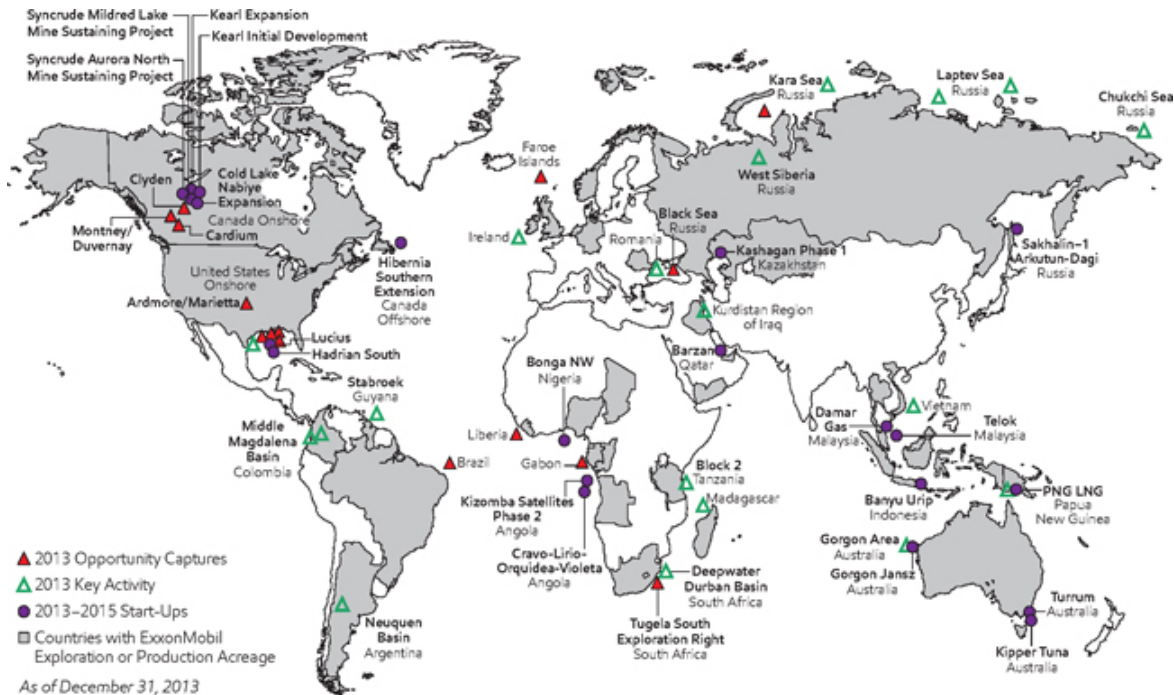 Syncrude Mildred Lake
Mine Sustaining Project
Kearl Expansion
Kearl Initial Development
Syncrude Aurora North
Mine Sustaining Project
Clyden
Cold Lake
Nabiye
Expansion
Canada Onshore
Cardium
Montney/
Duvernay
Hibernia
Southern
Extension
Canada
Offshore
United States
Onshore
Ardmore/Marietta
Lucius
Hadrian South
Stabroek
Guyana
Middle
Magdalena
Basin
Colombia
Brazil
Neuquen
Basin
Argentina
Faroe
Islands
Ireland
Kara Sea
Russia
Laptev Sea
Russia
Chukchi Sea
Russia
West Siberia
Russia
Black Sea
Russia
Romania
Kashagan Phase 1
Kazakhstan
Sakhalin–1
Arkutun-Dagi
Russia
Kurdistan Region
of Iraq
Barzan
Qatar
Bonga NW
Nigeria
Liberia
Gabon
Kizomba Satellites
Phase 2
Angola
Cravo-Lirio-
Orquidea-Violeta
Angola
Block 2
Tanzania
Madagascar
Deepwater
Durban Basin
South Africa
Tugela South
Exploration Right
South Africa
Vietnam
Damar
Gas
Malaysia
Telok
Malaysia
Banyu Urip
Indonesia
PNG LNG
Papua
New Guinea
Gorgon Area
Australia
Gorgon Jansz
Australia
Turrum
Australia
Kipper Tuna
Australia
2013 Opportunity Captures
2013 Key Activity
2013–2015 Start-Ups
Countries with ExxonMobil
Exploration or Production Acreage
As of December 31, 2013